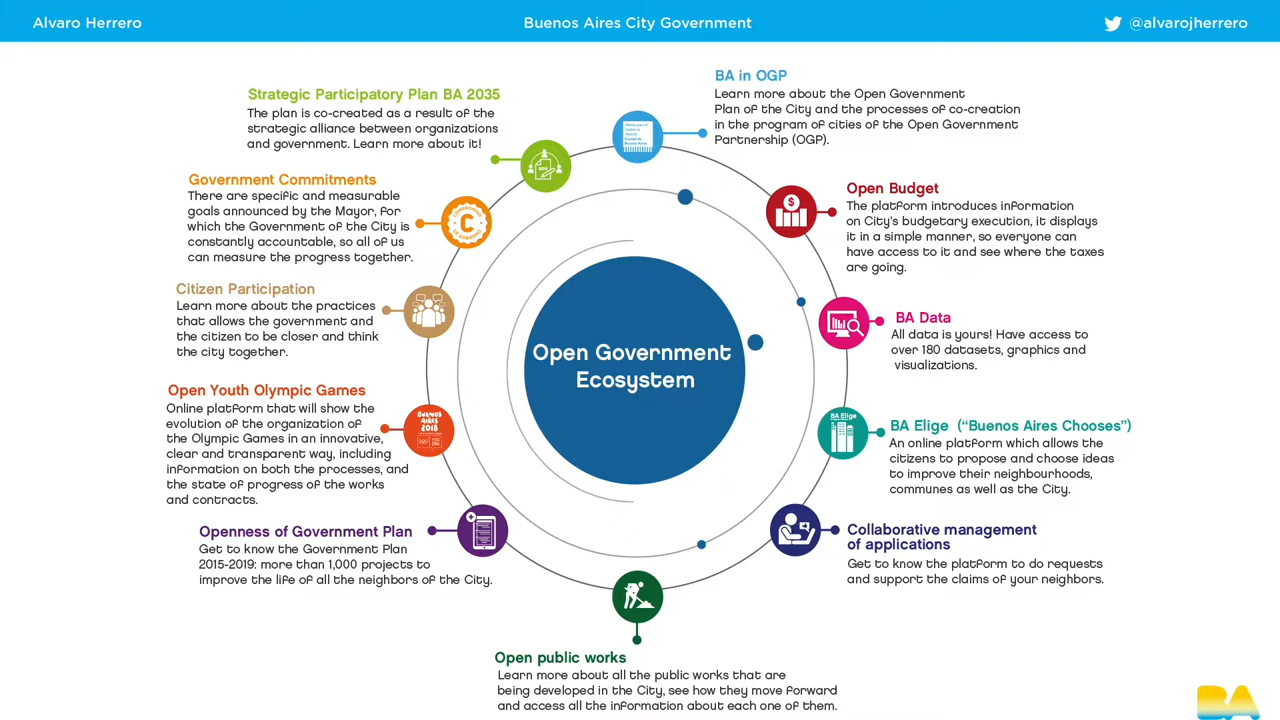 Alvaro Herrero
Buenos Aires City Government
@alvarojherrero
BA in OGP
Learn more about the Open Government
Plan of the City and the processes of co-creation
in the program of cities of the Open Government
Partnership (OGP).
Open Budget
The platform introduces information
on City's budgetary execution, it displays
it in a simple manner, so everyone can
have access to it and see where the taxes
are going.
BA Data
All data is yours! Have access to
over 180 datasets, graphics and
visualizations.
BA Elige (“Buenos Aires Chooses”)
An online platform which allows the
citizens to propose and choose ideas
to improve their neighbourhoods,
communes as well as the City.
Collaborative management
of applications
Get to know the platform to do requests
and support the claims of your neighbors.
Open public works
Learn more about all the public works that are
being developed in the City, see how they move forward
and access all the information about each one of them.
Openness of Government Plan
Get to know the Government Plan
2015-2019: more than 1,000 projects to
improve the life of all the neighbors of the City.
Open Youth Olympic Games
Online platform that will show the
evolution of the organization of
the Olympic Games in an innovative,
clear and transparent way, including
information on both the processes, and
the state of progress of the works
and contracts.
Citizen Participation
Learn more about the practices
that allows the government and
the citizen to be closer and think
the city together.
Government Commitments
There are specific and measurable
goals announced by the Mayor, for
which the Government of the City is
constantly accountable, so all of us
can measure the progress together.
Strategic Participatory Plan BA 2035
The plan is co-created as a result of the
strategic alliance between organizations
and government. Learn more about it!
Open Government
Ecosystem
Ciudad de
Buenos Aires
$
BA Elige
BUENOS
AIRES
2018
COMPROMISO
C
DE GOBIERNO
BA